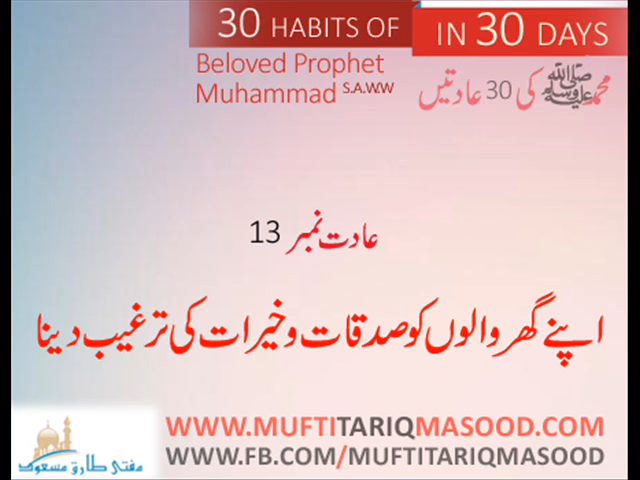 30 HABITS OF IN 30 DAYS
Beloved Prophet
Muhammad S.A.W.W
محمد ﷺ کی 30 عادتیں
عادت نمبر 13
اپنے گھر والوں کو صدقات و خیرات کی ترغیب دینا
WWW.MUFTITARIQMASOOD.COM
WWW.FB.COM/MUFTITARIQMASOOD
مفتی طارق مسعود